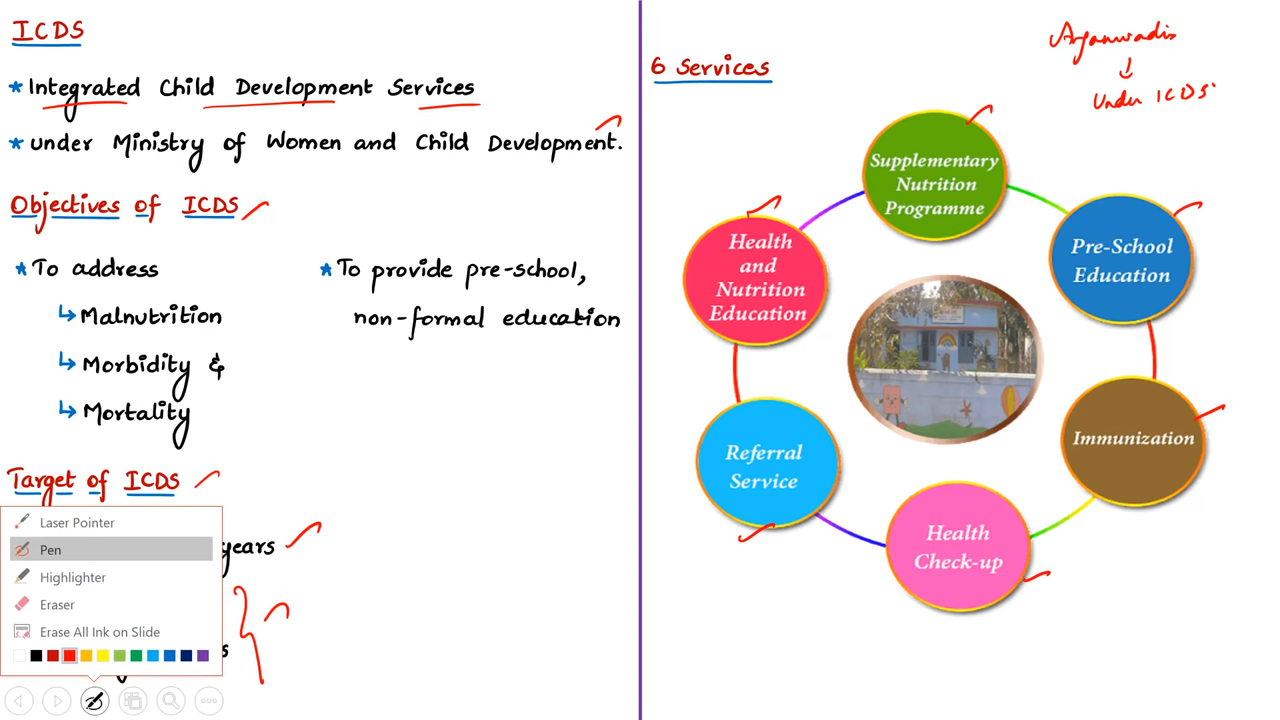 ICDS
* Integrated Child Development Services
* under Ministry of Women and Child Development.
Objectives of ICDS
* To address
↳ Malnutrition
↳ Morbidity &
↳ Mortality
* To provide pre-school,
non-formal education
Target of ICDS
years
Laser Pointer
Pen
Highlighter
Eraser
Erase All Ink on Slide
6 Services
Anganwadis
↓
Under ICDS
Supplementary
Nutrition
Programme
Pre-School
Education
Immunization
Health
Check-up
Referral
Service
Health
and
Nutrition
Education